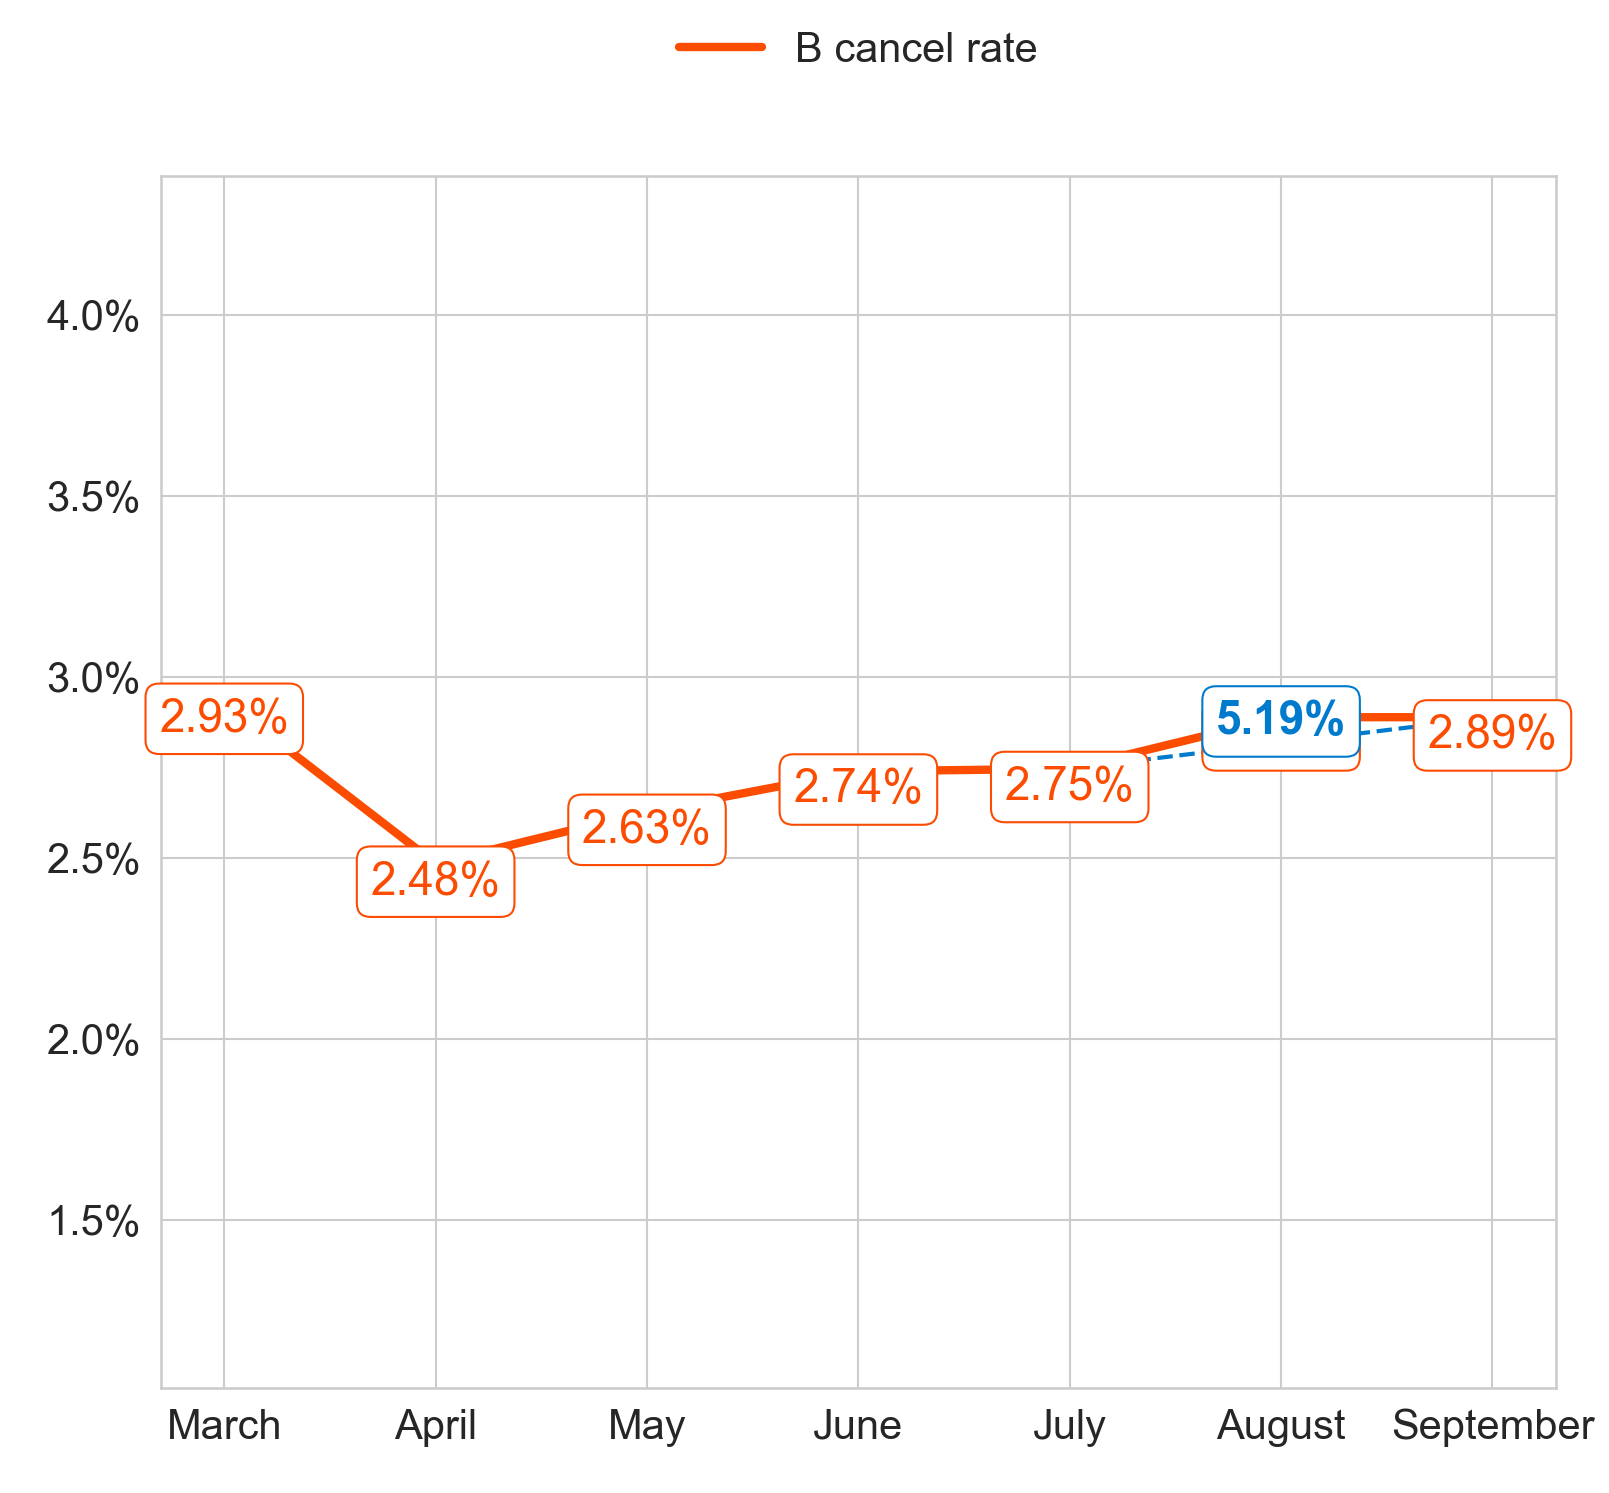 B cancel rate
4.0%
3.5%
3.0%
2.5%
2.0%
1.5%
2.93%
2.48%
2.63%
2.74%
2.75%
5.19%
2.89%
March
April
May
June
July
August
September